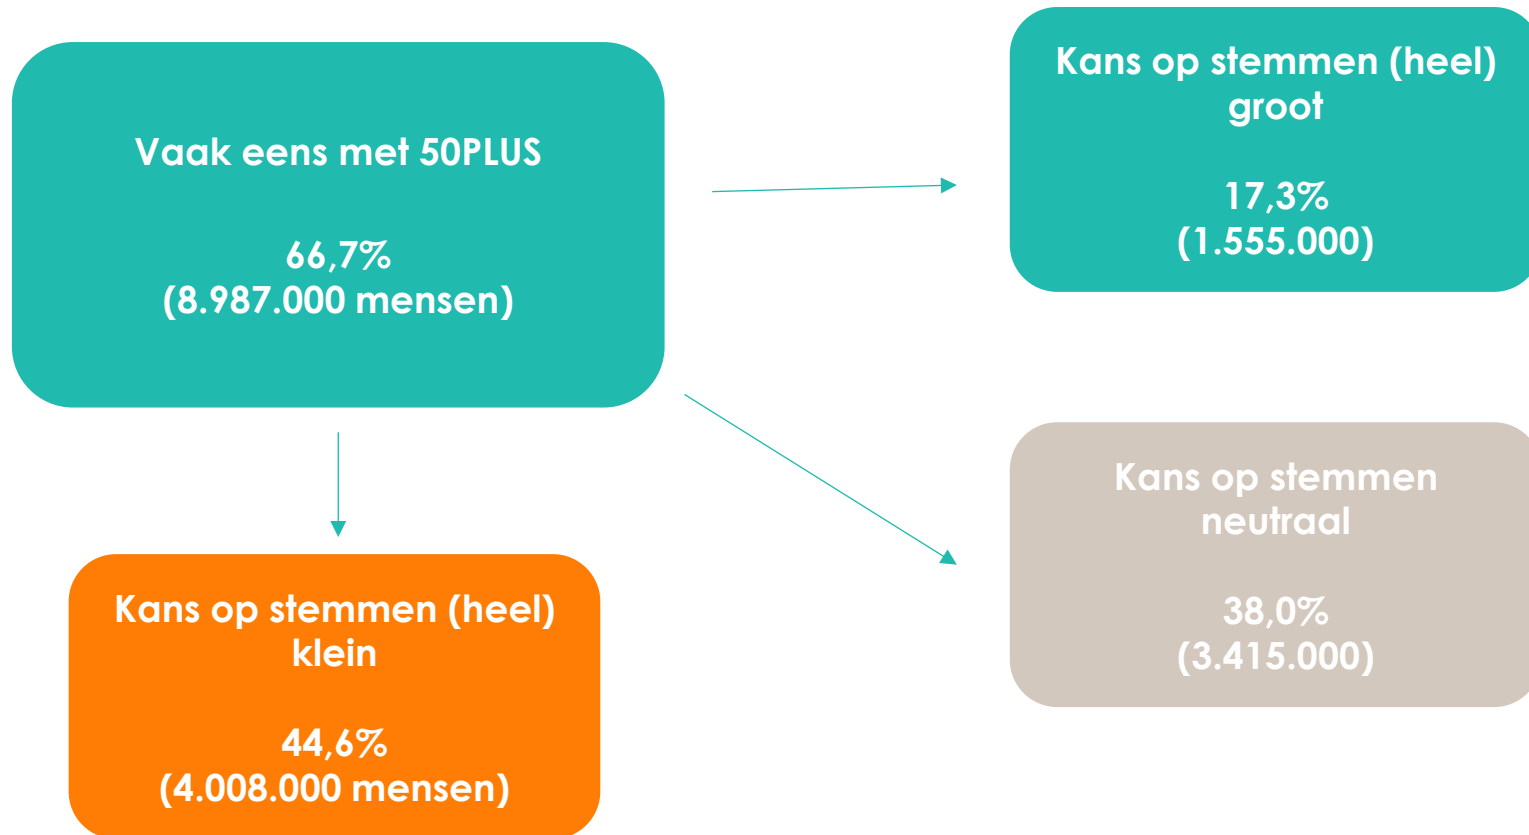 Vaak eens met 50PLUS
66,7%
(8.987.000 mensen)
Kans op stemmen (heel)
groot
17,3%
(1.555.000)
Kans op stemmen
neutraal
38,0%
(3.415.000)
Kans op stemmen (heel)
klein
44,6%
(4.008.000 mensen)